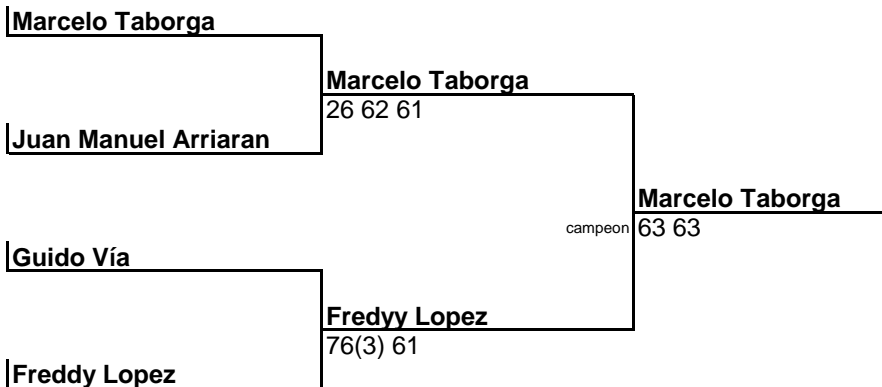 Marcelo Taborga
Marcelo Taborga
26 62 61
Juan Manuel Arriaran
Marcelo Taborga
campeon 63 63
Guido Vía
Fredyy Lopez
76(3) 61
Freddy Lopez